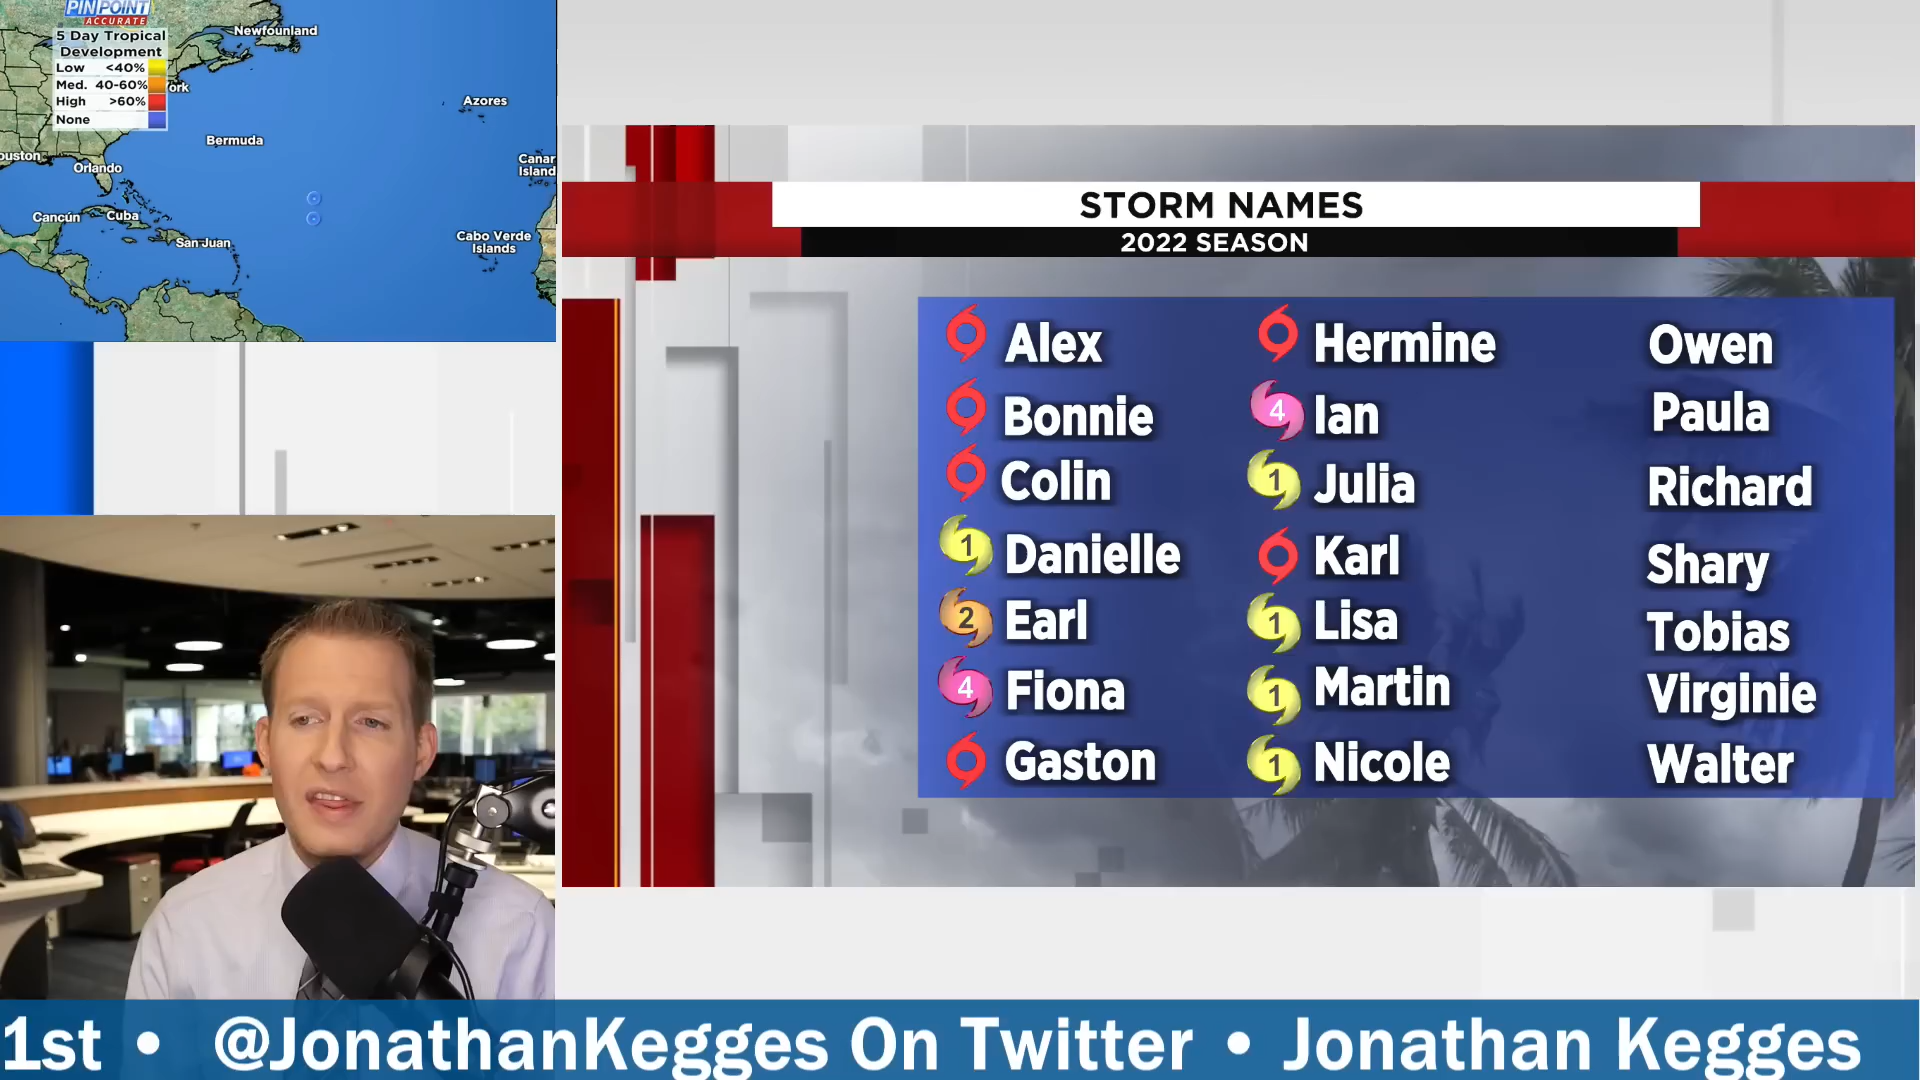 PINPOINT
ACCURATE
5 Day Tropical
Development
Low <40%
Med. 40-60%
High >60%
None
Newfounland
ork
Azores
Bermuda
ouston
Orlando
Canar
Island
Cancún
Cuba
San Juan
Cabo Verde
Islands
STORM NAMES
2022 SEASON
Alex
Bonnie
Colin
1 Danielle
2 Earl
4 Fiona
Gaston
Hermine
4 Ian
1 Julia
Karl
1 Lisa
1 Martin
1 Nicole
Owen
Paula
Richard
Shary
Tobias
Virginie
Walter
1st • @JonathanKegges On Twitter • Jonathan Kegges